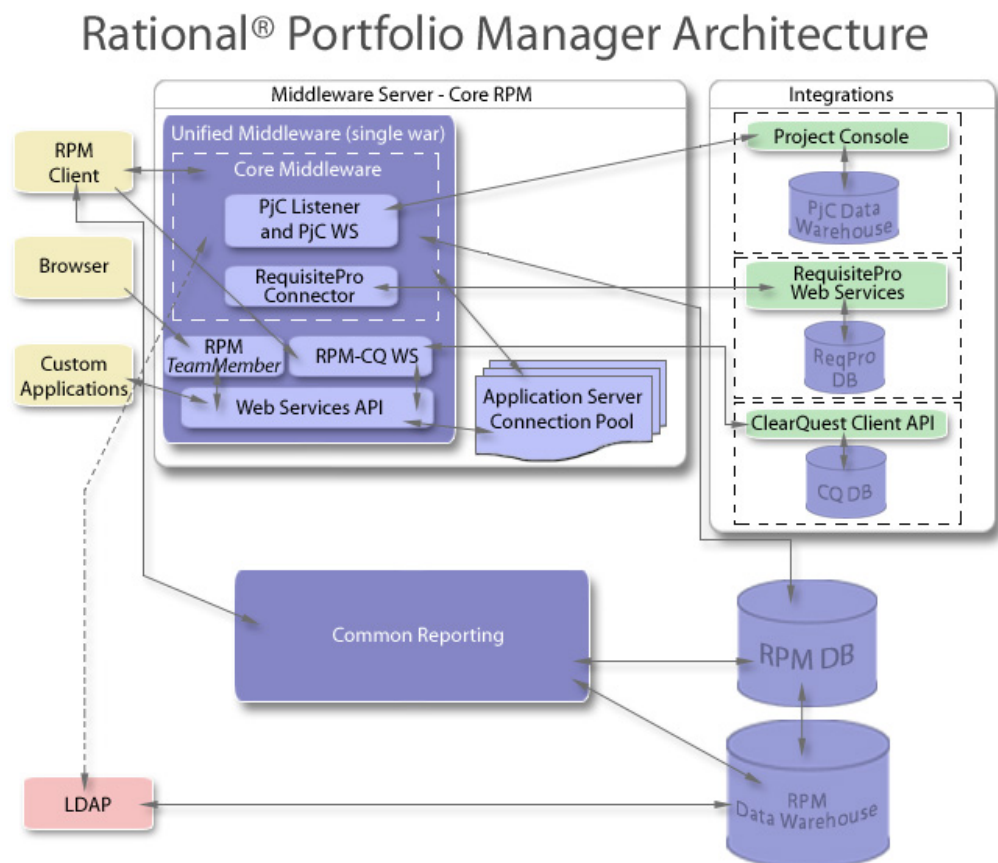 Rational® Portfolio Manager Architecture
Middleware Server - Core RPM
Integrations
Unified Middleware (single war)
Core Middleware
PjC Listener
and PjC WS
RequisitePro
Connector
RPM
TeamMember
RPM-CQ WS
Web Services API
Application Server
Connection Pool
RPM
Client
Browser
Custom
Applications
Project Console
PjC Data
Warehouse
RequisitePro
Web Services
ReqPro
DB
ClearQuest Client API
CQ DB
Common Reporting
RPM DB
LDAP
RPM
Data Warehouse